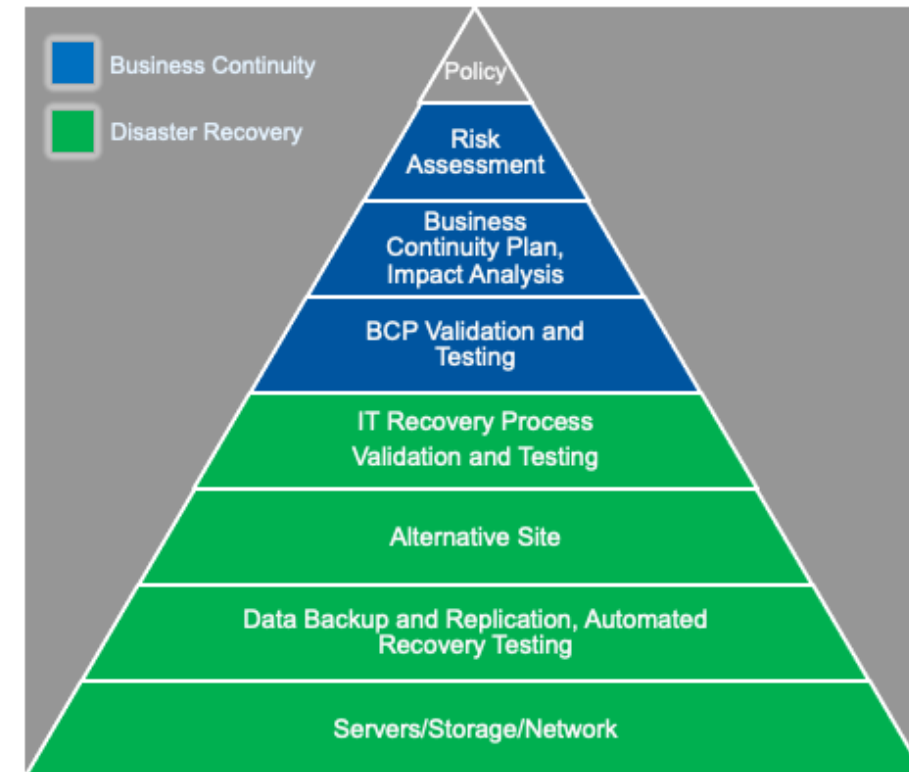 Business Continuity
Disaster Recovery
Policy
Risk
Assessment
Business
Continuity Plan,
Impact Analysis
BCP Validation and
Testing
IT Recovery Process
Validation and Testing
Alternative Site
Data Backup and Replication, Automated
Recovery Testing
Servers/Storage/Network